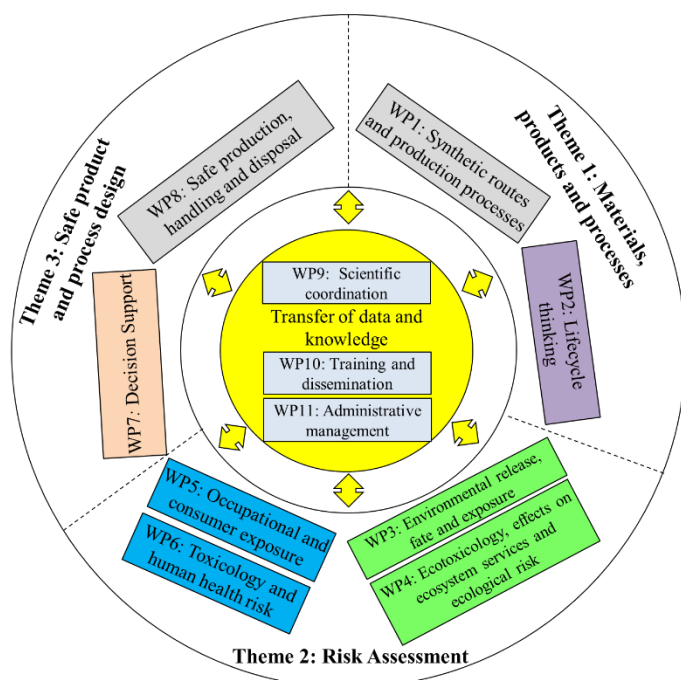 Theme 1: Materials,
products and processes
WP1: Synthetic routes
and production processes
WP2: Lifecycle
thinking
WP3: Environmental release,
fate and exposure
WP4: Ecotoxicology, effects on
ecosystem services and
ecological risk
Theme 2: Risk Assessment
WP5: Occupational and
consumer exposure
WP6: Toxicology and
human health risk
Theme 3: Safe product
and process design
WP7: Decision Support
WP8: Safe production,
handling and disposal
WP9: Scientific
coordination
Transfer of data and
knowledge
WP10: Training and
dissemination
WP11: Administrative
management